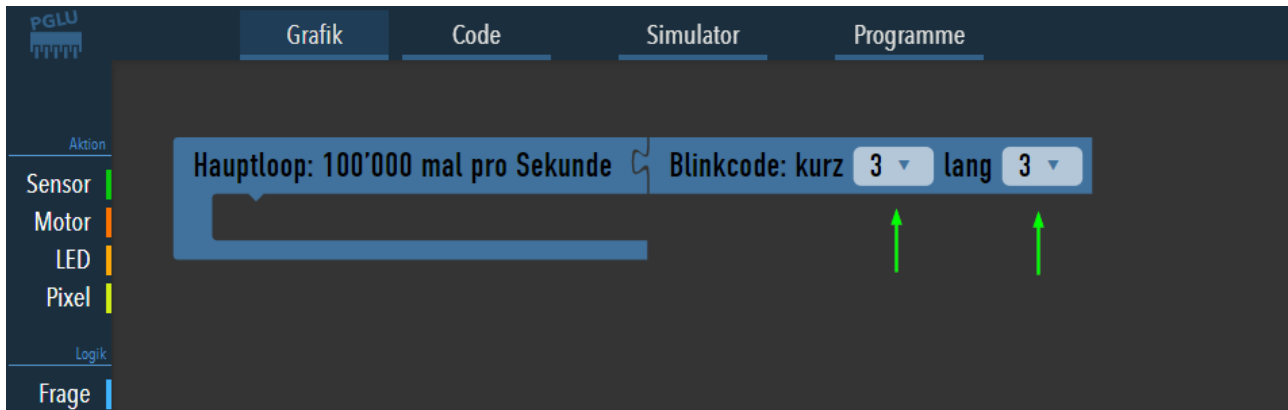 PGLU
Grafik
Code
Simulator
Programme
Aktion
Sensor
Motor
LED
Pixel
Logik
Frage
Hauptloop: 100'000 mal pro Sekunde
Blinkcode: kurz 3 lang 3